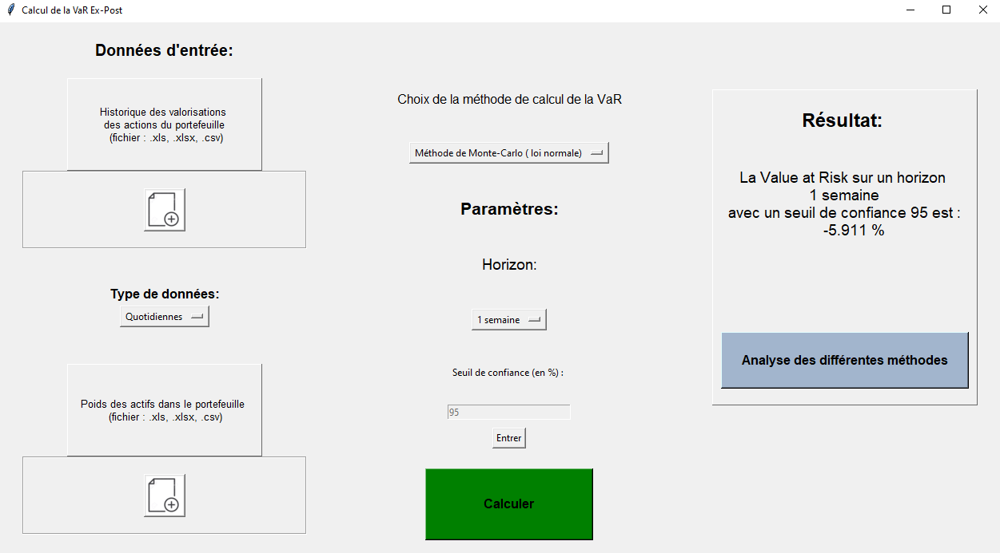 Calcul de la VaR Ex-Post
Données d'entrée:
Historique des valorisations
des actions du portefeuille
(fichier : .xls, .xlsx, .csv)
Type de données:
Quotidiennes
Poids des actifs dans le portefeuille
(fichier : .xls, .xlsx, .csv)
Choix de la méthode de calcul de la VaR
Méthode de Monte-Carlo ( loi normale)
Paramètres:
Horizon:
1 semaine
Seuil de confiance (en %) :
95
Entrer
Calculer
Résultat:
La Value at Risk sur un horizon
1 semaine
avec un seuil de confiance 95 est :
-5.911 %
Analyse des différentes méthodes